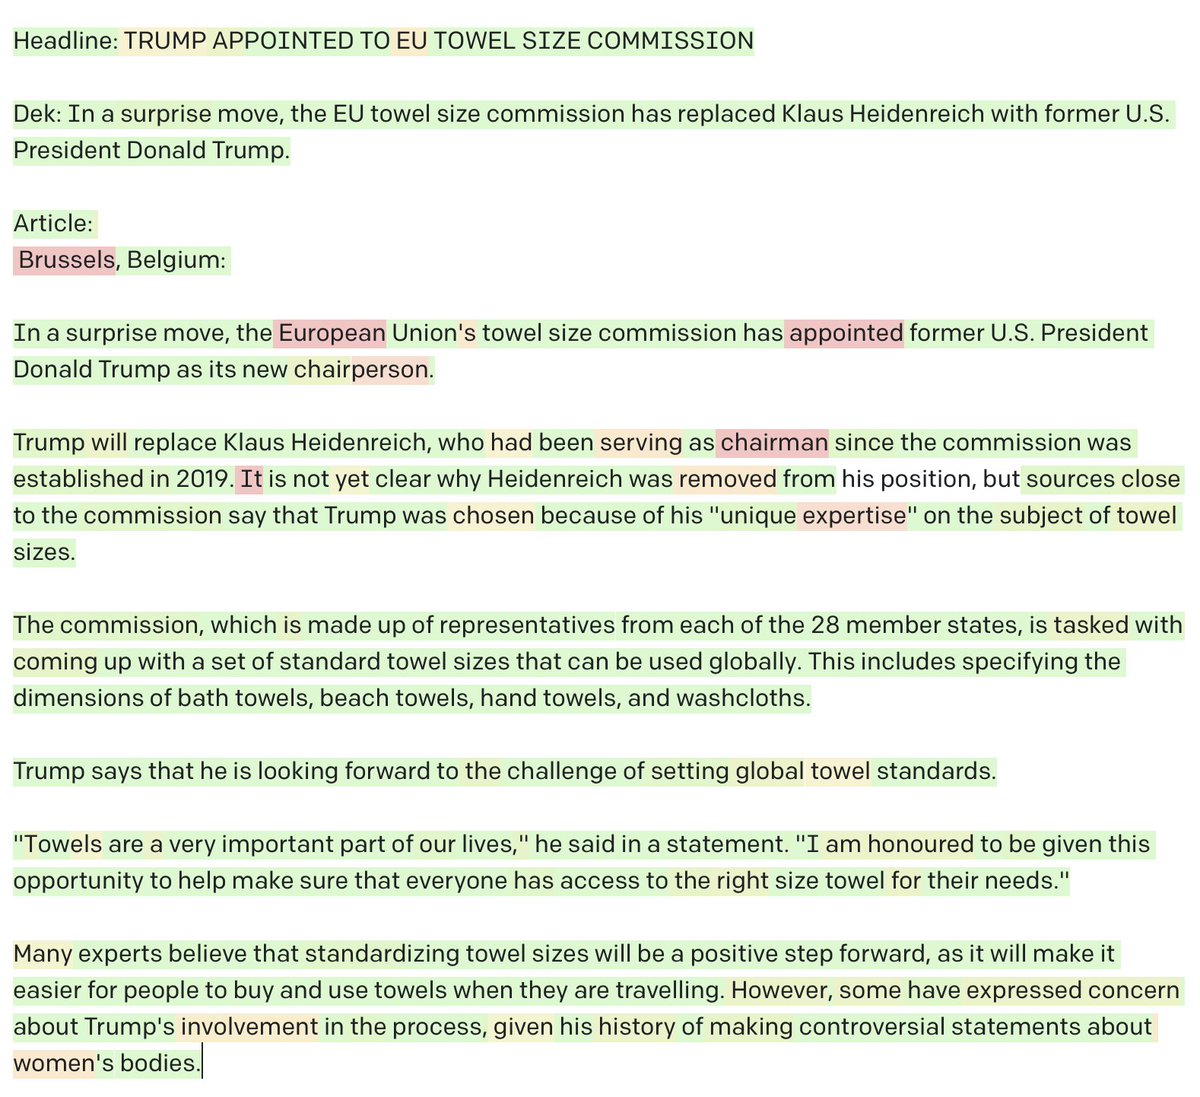 Headline: TRUMP APPOINTED TO EU TOWEL SIZE COMMISSION
Dek: In a surprise move, the EU towel size commission has replaced Klaus Heidenreich with former U.S.
President Donald Trump.
Article:
Brussels, Belgium:
In a surprise move, the European Union's towel size commission has appointed former U.S. President
Donald Trump as its new chairperson.
Trump will replace Klaus Heidenreich, who had been serving as chairman since the commission was
established in 2019. It is not yet clear why Heidenreich was removed from his position, but sources close
to the commission say that Trump was chosen because of his "unique expertise" on the subject of towel
sizes.
The commission, which is made up of representatives from each of the 28 member states, is tasked with
coming up with a set of standard towel sizes that can be used globally. This includes specifying the
dimensions of bath towels, beach towels, hand towels, and washcloths.
Trump says that he is looking forward to the challenge of setting global towel standards.
"Towels are a very important part of our lives," he said in a statement. "I am honoured to be given this
opportunity to help make sure that everyone has access to the right size towel for their needs."
Many experts believe that standardizing towel sizes will be a positive step forward, as it will make it
easier for people to buy and use towels when they are travelling. However, some have expressed concern
about Trump's involvement in the process, given his history of making controversial statements about
women's bodies.